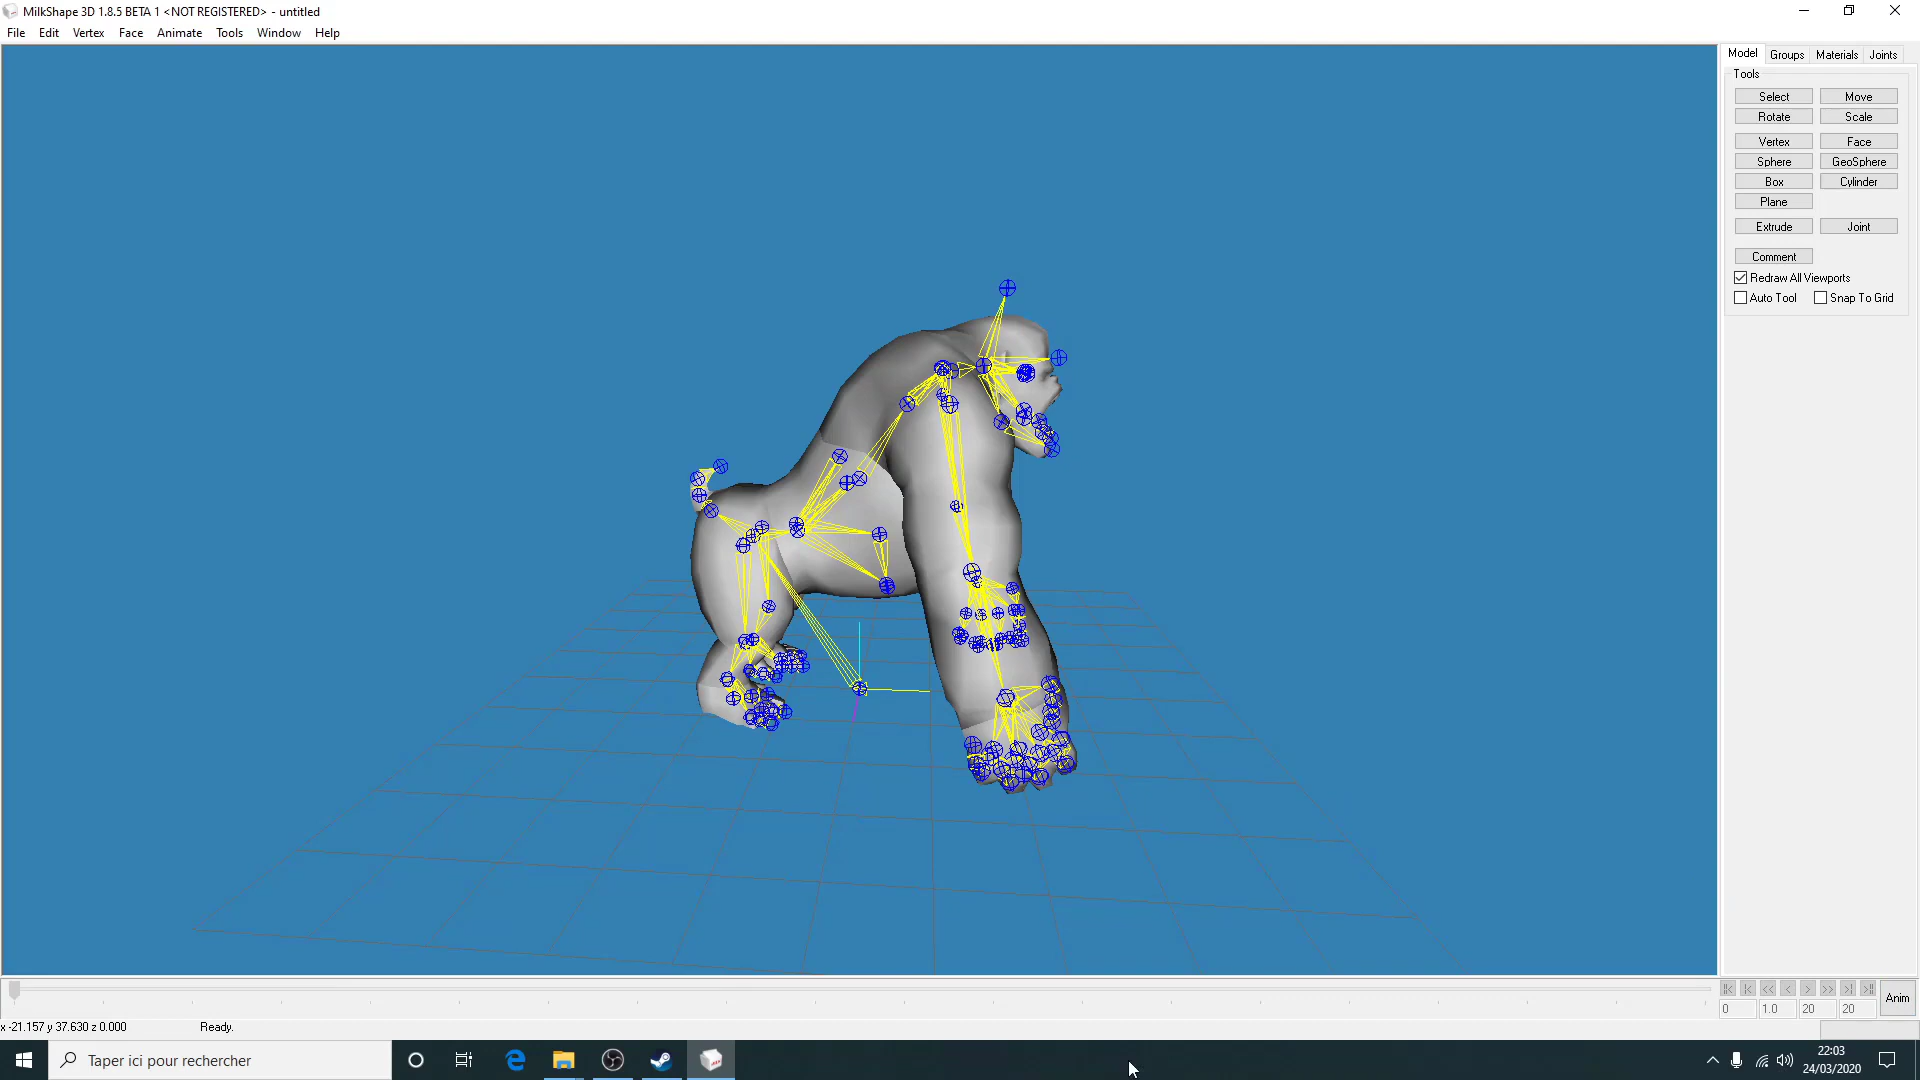 MilkShape 3D 1.8.5 BETA 1 <NOT REGISTERED> - untitled
File Edit Vertex Face Animate Tools Window Help
Model Groups Materials Joints
Tools
Select Move
Rotate Scale
Vertex Face
Sphere GeoSphere
Box Cylinder
Plane
Extrude Joint
Comment
Redraw All Viewports
Auto Tool Snap To Grid
|< |< << < > >> >| >||
0 1.0 20 20 Anim
x -21.157 y 37.630 z 0.000 Ready.
Taper ici pour rechercher
22:03
24/03/2020